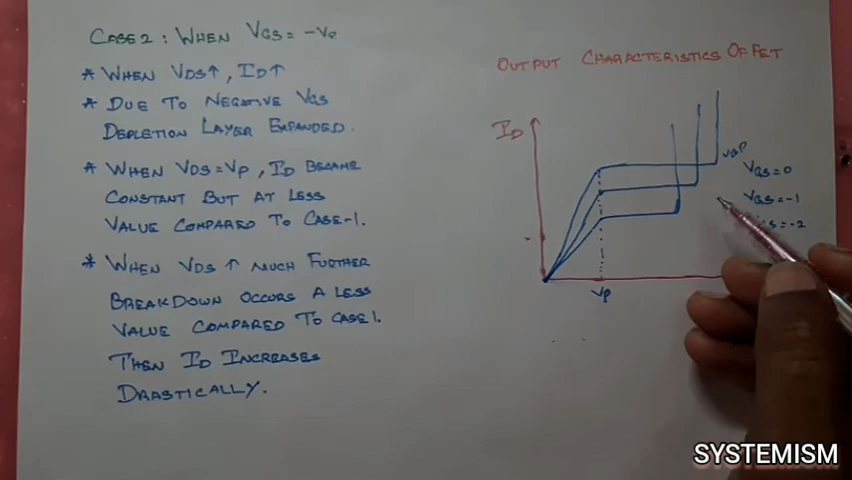 CASE 2 : WHEN VGS = -Ve
* WHEN VDS↑, ID↑
* DUE TO NEGATIVE VGS
DEPLETION LAYER EXPANDED.
* WHEN VDS = VP, ID BECAME
CONSTANT BUT AT LESS
VALUE COMPARED TO CASE-1.
* WHEN VDS ↑ MUCH FURTHER
BREAKDOWN OCCURS A LESS
VALUE COMPARED TO CASE 1.
THEN ID INCREASES
DRASTICALLY.
OUTPUT CHARACTERISTICS OF FET
ID
VGS = 0
VGS = -1
S = -2
VP
SYSTEMISM